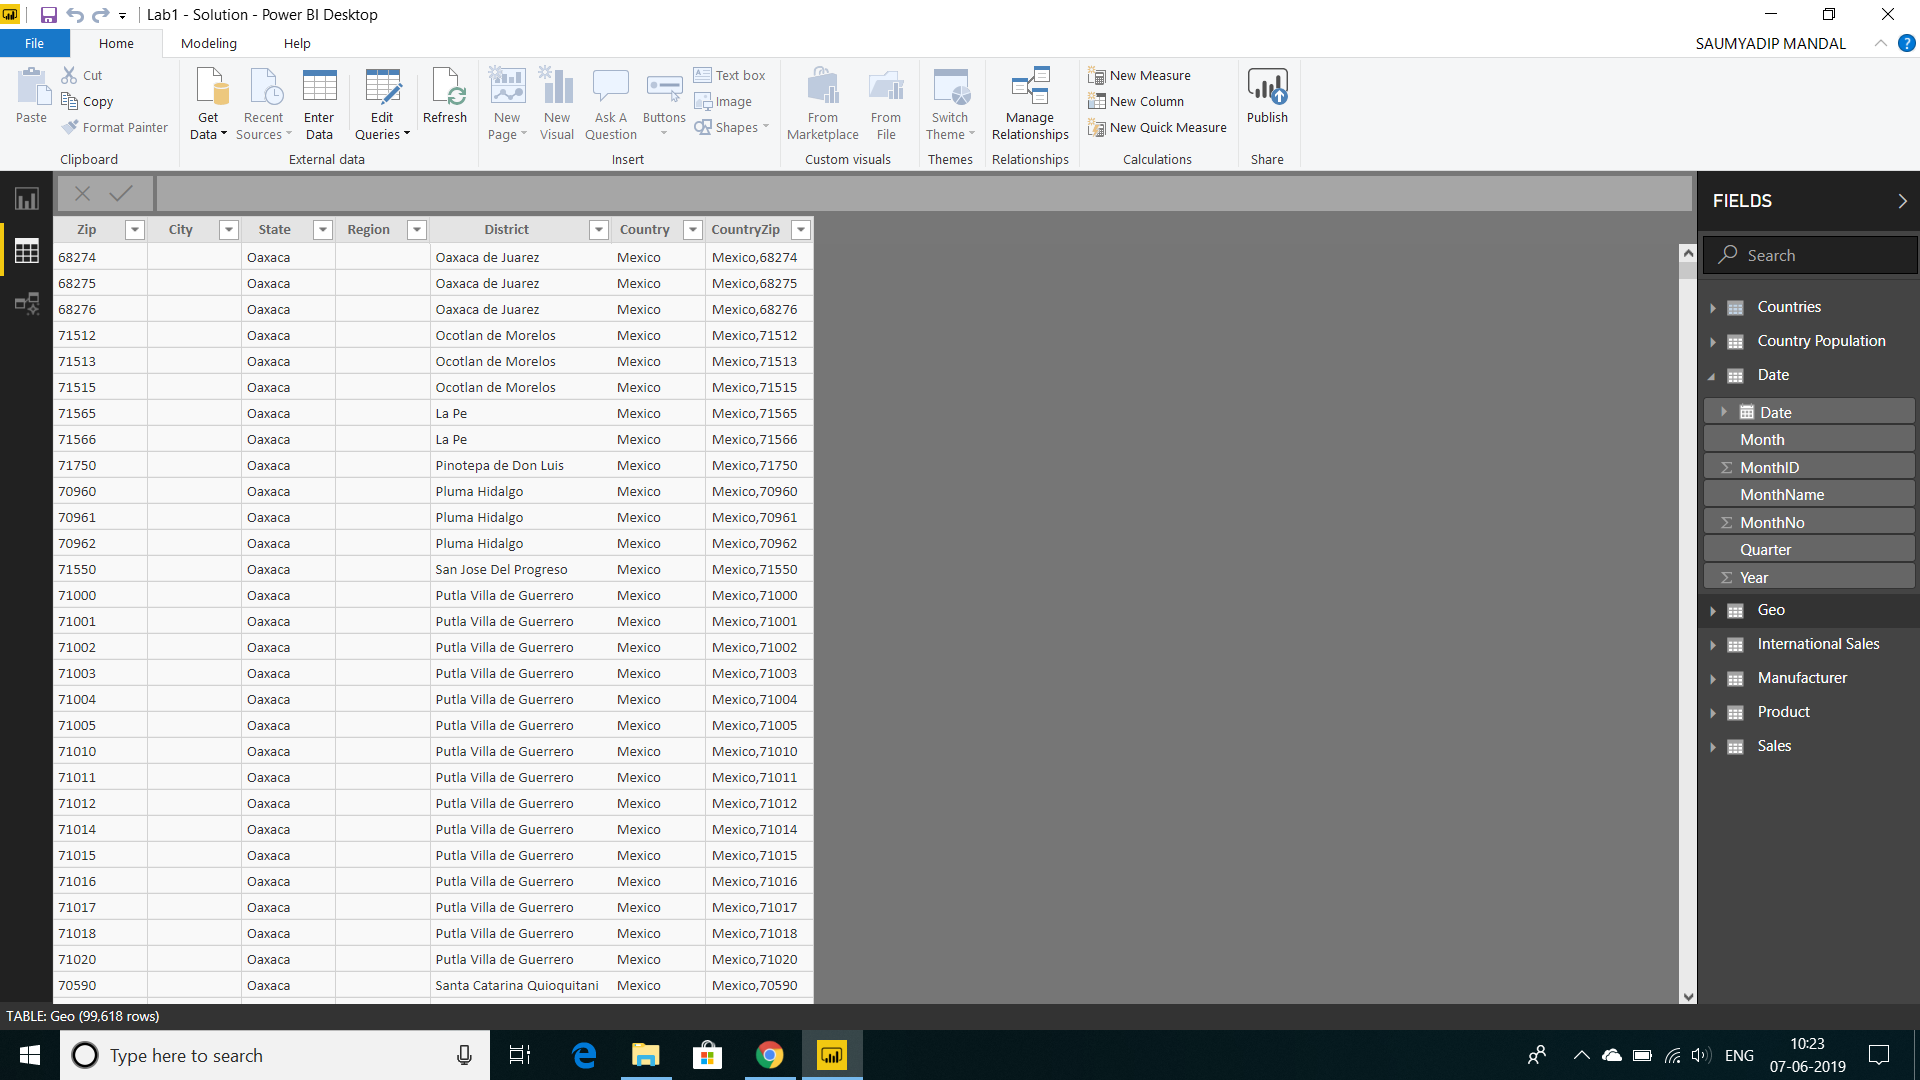 Lab1 - Solution - Power BI Desktop
File Home Modeling Help SAUMYADIP MANDAL ?
Paste
Cut
Copy
Format Painter
Clipboard
Get Data
Recent Sources
Enter Data
Edit Queries
Refresh
External data
New Page
New Visual
Ask A Question
Buttons
Text box
Image
Shapes
Insert
From Marketplace
From File
Custom visuals
Switch Theme
Themes
Manage Relationships
Relationships
New Measure
New Column
New Quick Measure
Calculations
Publish
Share
Zip City State Region District Country CountryZip
68274 Oaxaca Oaxaca de Juarez Mexico Mexico,68274
68275 Oaxaca Oaxaca de Juarez Mexico Mexico,68275
68276 Oaxaca Oaxaca de Juarez Mexico Mexico,68276
71512 Oaxaca Ocotlan de Morelos Mexico Mexico,71512
71513 Oaxaca Ocotlan de Morelos Mexico Mexico,71513
71515 Oaxaca Ocotlan de Morelos Mexico Mexico,71515
71565 Oaxaca La Pe Mexico Mexico,71565
71566 Oaxaca La Pe Mexico Mexico,71566
71750 Oaxaca Pinotepa de Don Luis Mexico Mexico,71750
70960 Oaxaca Pluma Hidalgo Mexico Mexico,70960
70961 Oaxaca Pluma Hidalgo Mexico Mexico,70961
70962 Oaxaca Pluma Hidalgo Mexico Mexico,70962
71550 Oaxaca San Jose Del Progreso Mexico Mexico,71550
71000 Oaxaca Putla Villa de Guerrero Mexico Mexico,71000
71001 Oaxaca Putla Villa de Guerrero Mexico Mexico,71001
71002 Oaxaca Putla Villa de Guerrero Mexico Mexico,71002
71003 Oaxaca Putla Villa de Guerrero Mexico Mexico,71003
71004 Oaxaca Putla Villa de Guerrero Mexico Mexico,71004
71005 Oaxaca Putla Villa de Guerrero Mexico Mexico,71005
71010 Oaxaca Putla Villa de Guerrero Mexico Mexico,71010
71011 Oaxaca Putla Villa de Guerrero Mexico Mexico,71011
71012 Oaxaca Putla Villa de Guerrero Mexico Mexico,71012
71014 Oaxaca Putla Villa de Guerrero Mexico Mexico,71014
71015 Oaxaca Putla Villa de Guerrero Mexico Mexico,71015
71016 Oaxaca Putla Villa de Guerrero Mexico Mexico,71016
71017 Oaxaca Putla Villa de Guerrero Mexico Mexico,71017
71018 Oaxaca Putla Villa de Guerrero Mexico Mexico,71018
71020 Oaxaca Putla Villa de Guerrero Mexico Mexico,71020
70590 Oaxaca Santa Catarina Quioquitani Mexico Mexico,70590
FIELDS
Search
Countries
Country Population
Date
Date
Month
Σ MonthID
MonthName
Σ MonthNo
Quarter
Σ Year
Geo
International Sales
Manufacturer
Product
Sales
TABLE: Geo (99,618 rows)
Type here to search
ENG
10:23
07-06-2019